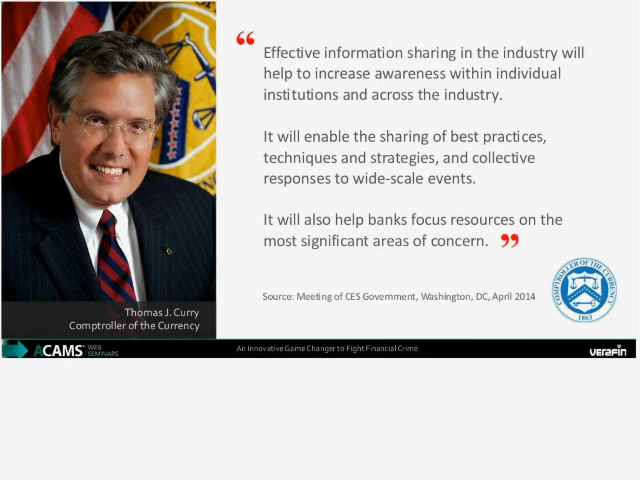 “ Effective information sharing in the industry will
help to increase awareness within individual
institutions and across the industry.
It will enable the sharing of best practices,
techniques and strategies, and collective
responses to wide-scale events.
It will also help banks focus resources on the
most significant areas of concern. ”
Source: Meeting of CES Government, Washington, DC, April 2014
COMPTROLLER OF THE CURRENCY
1863
Thomas J. Curry
Comptroller of the Currency
ACAMS WEB
SEMINARS
An Innovative Game Changer to Fight Financial Crime
verafin